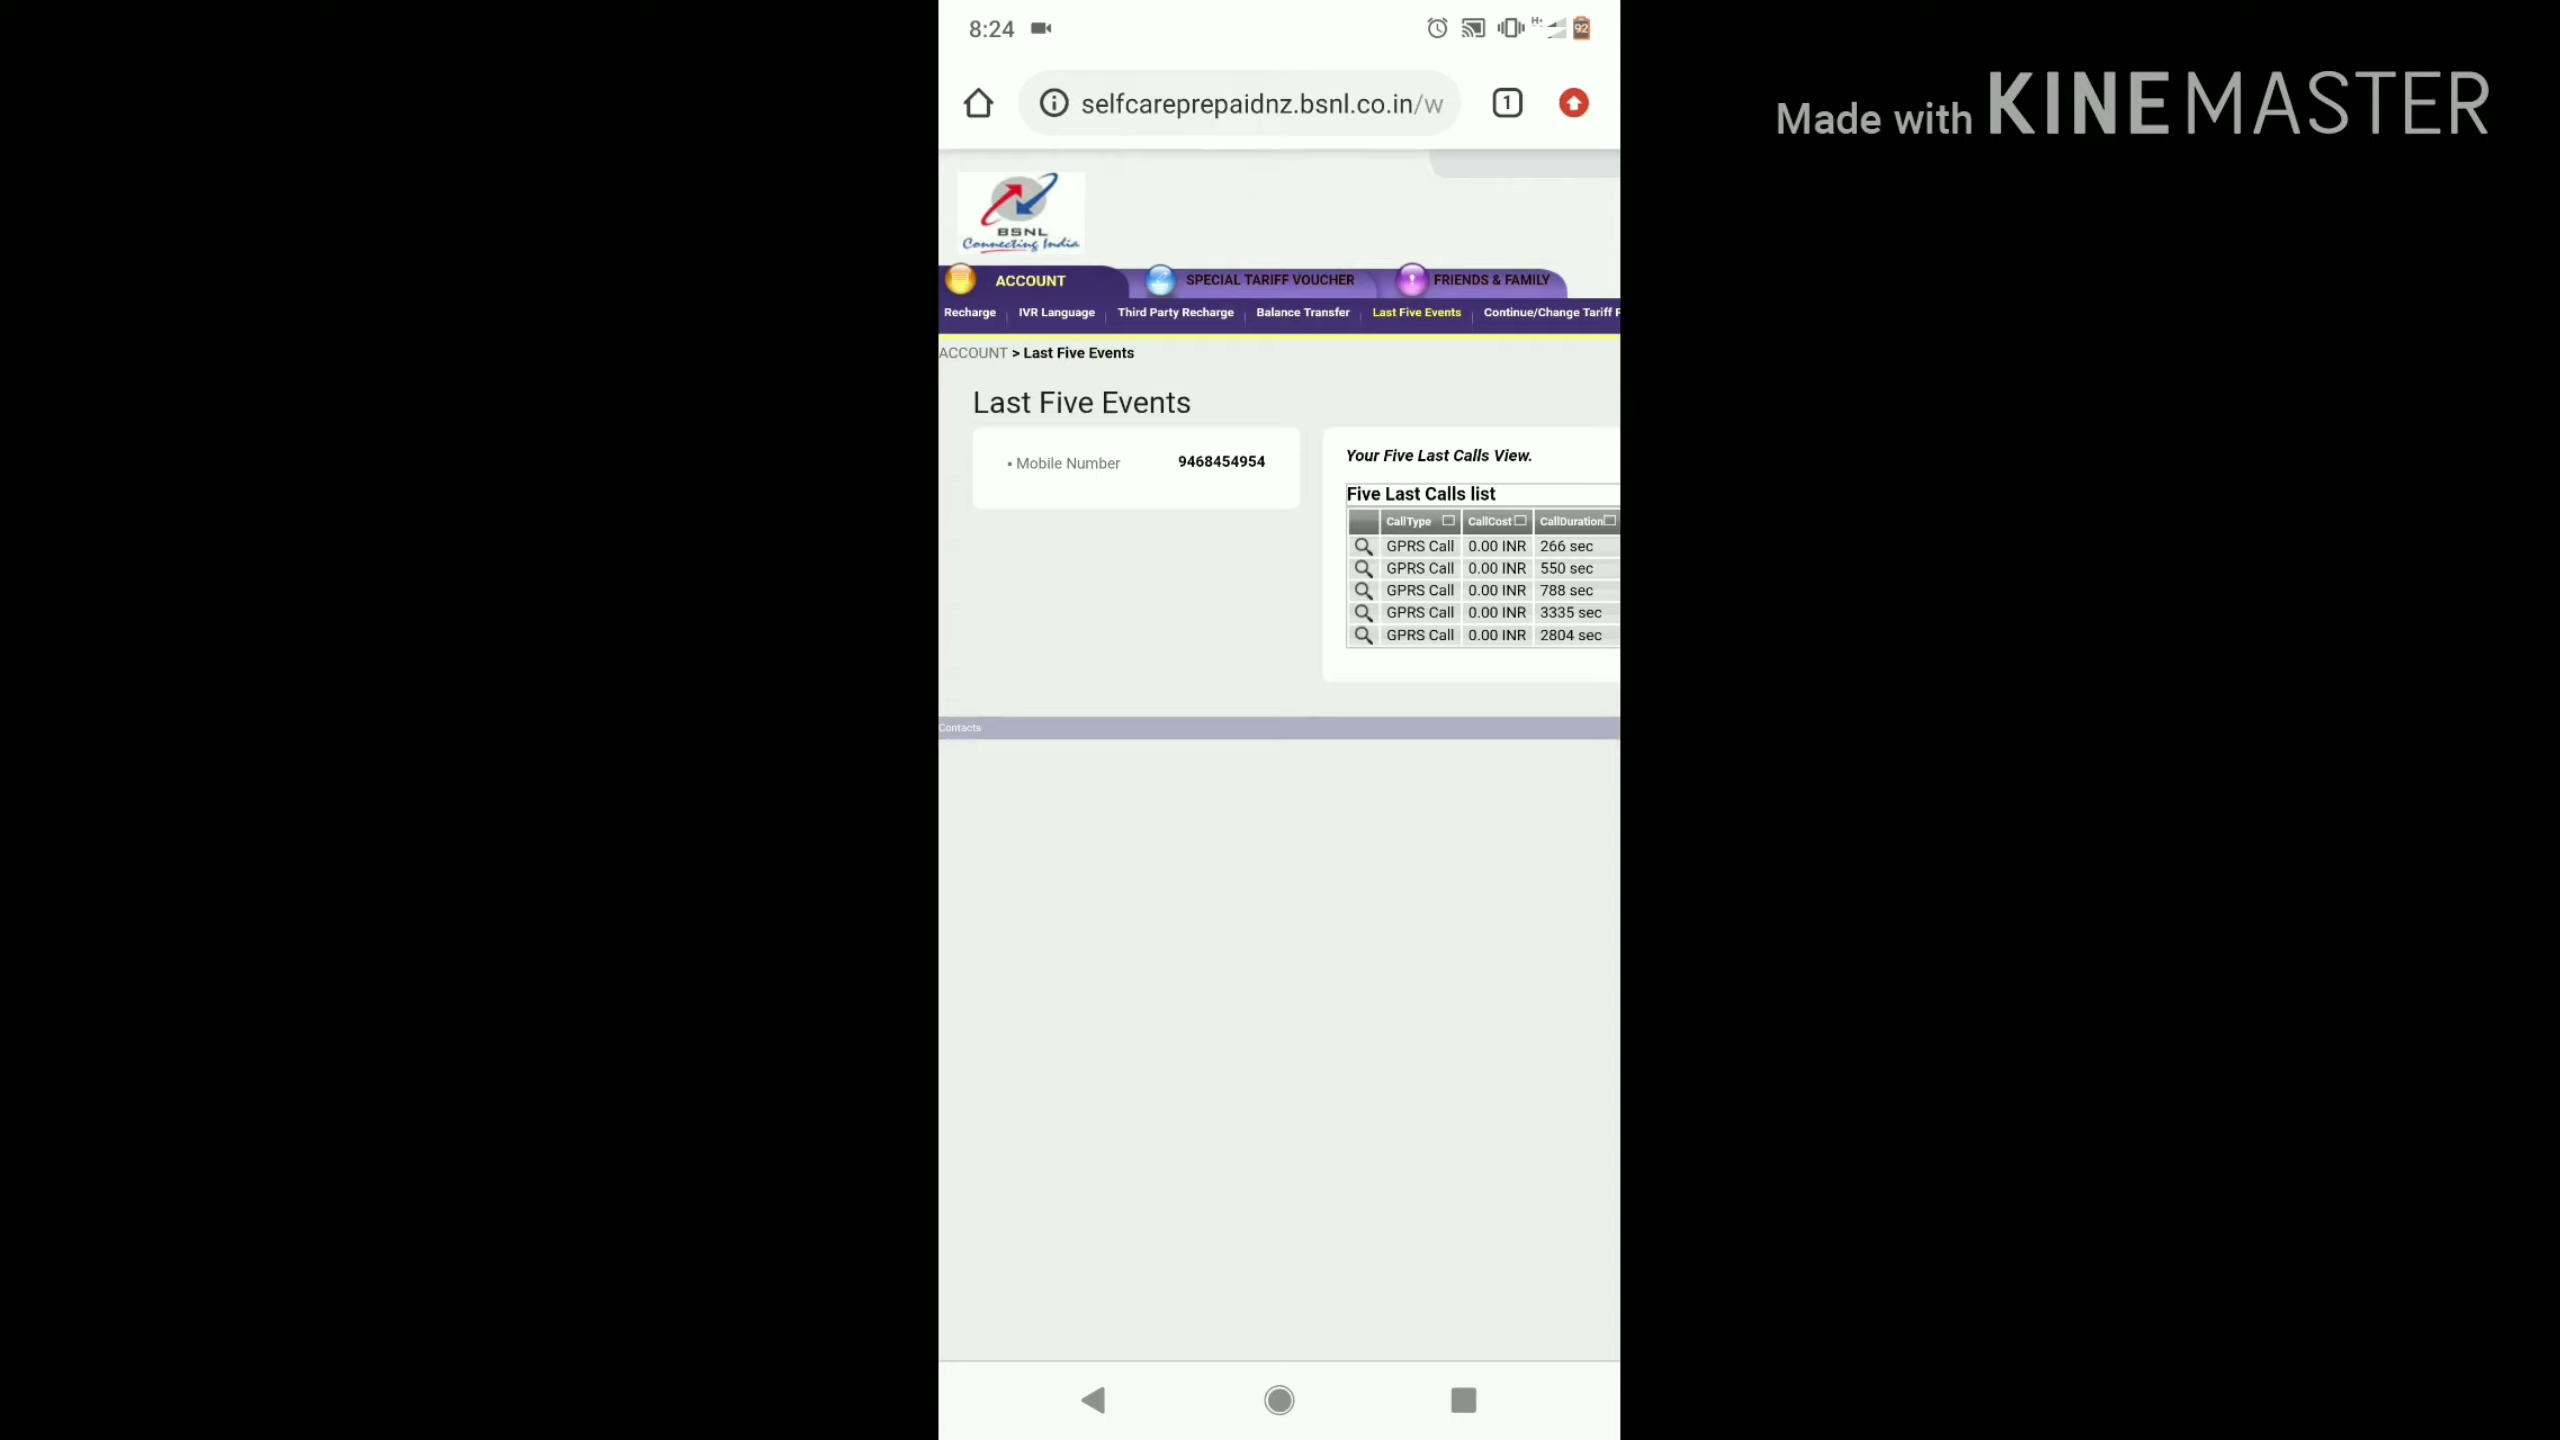 8:24
H+
92
selfcareprepaidnz.bsnl.co.in/w
1
Made with KINEMASTER
BSNL
Connecting India
ACCOUNT SPECIAL TARIFF VOUCHER FRIENDS & FAMILY
Recharge IVR Language Third Party Recharge Balance Transfer Last Five Events Continue/Change Tariff P
ACCOUNT > Last Five Events
Last Five Events
• Mobile Number 9468454954
Your Five Last Calls View.
Five Last Calls list
CallType CallCost CallDuration
GPRS Call 0.00 INR 266 sec
GPRS Call 0.00 INR 550 sec
GPRS Call 0.00 INR 788 sec
GPRS Call 0.00 INR 3335 sec
GPRS Call 0.00 INR 2804 sec
Contacts